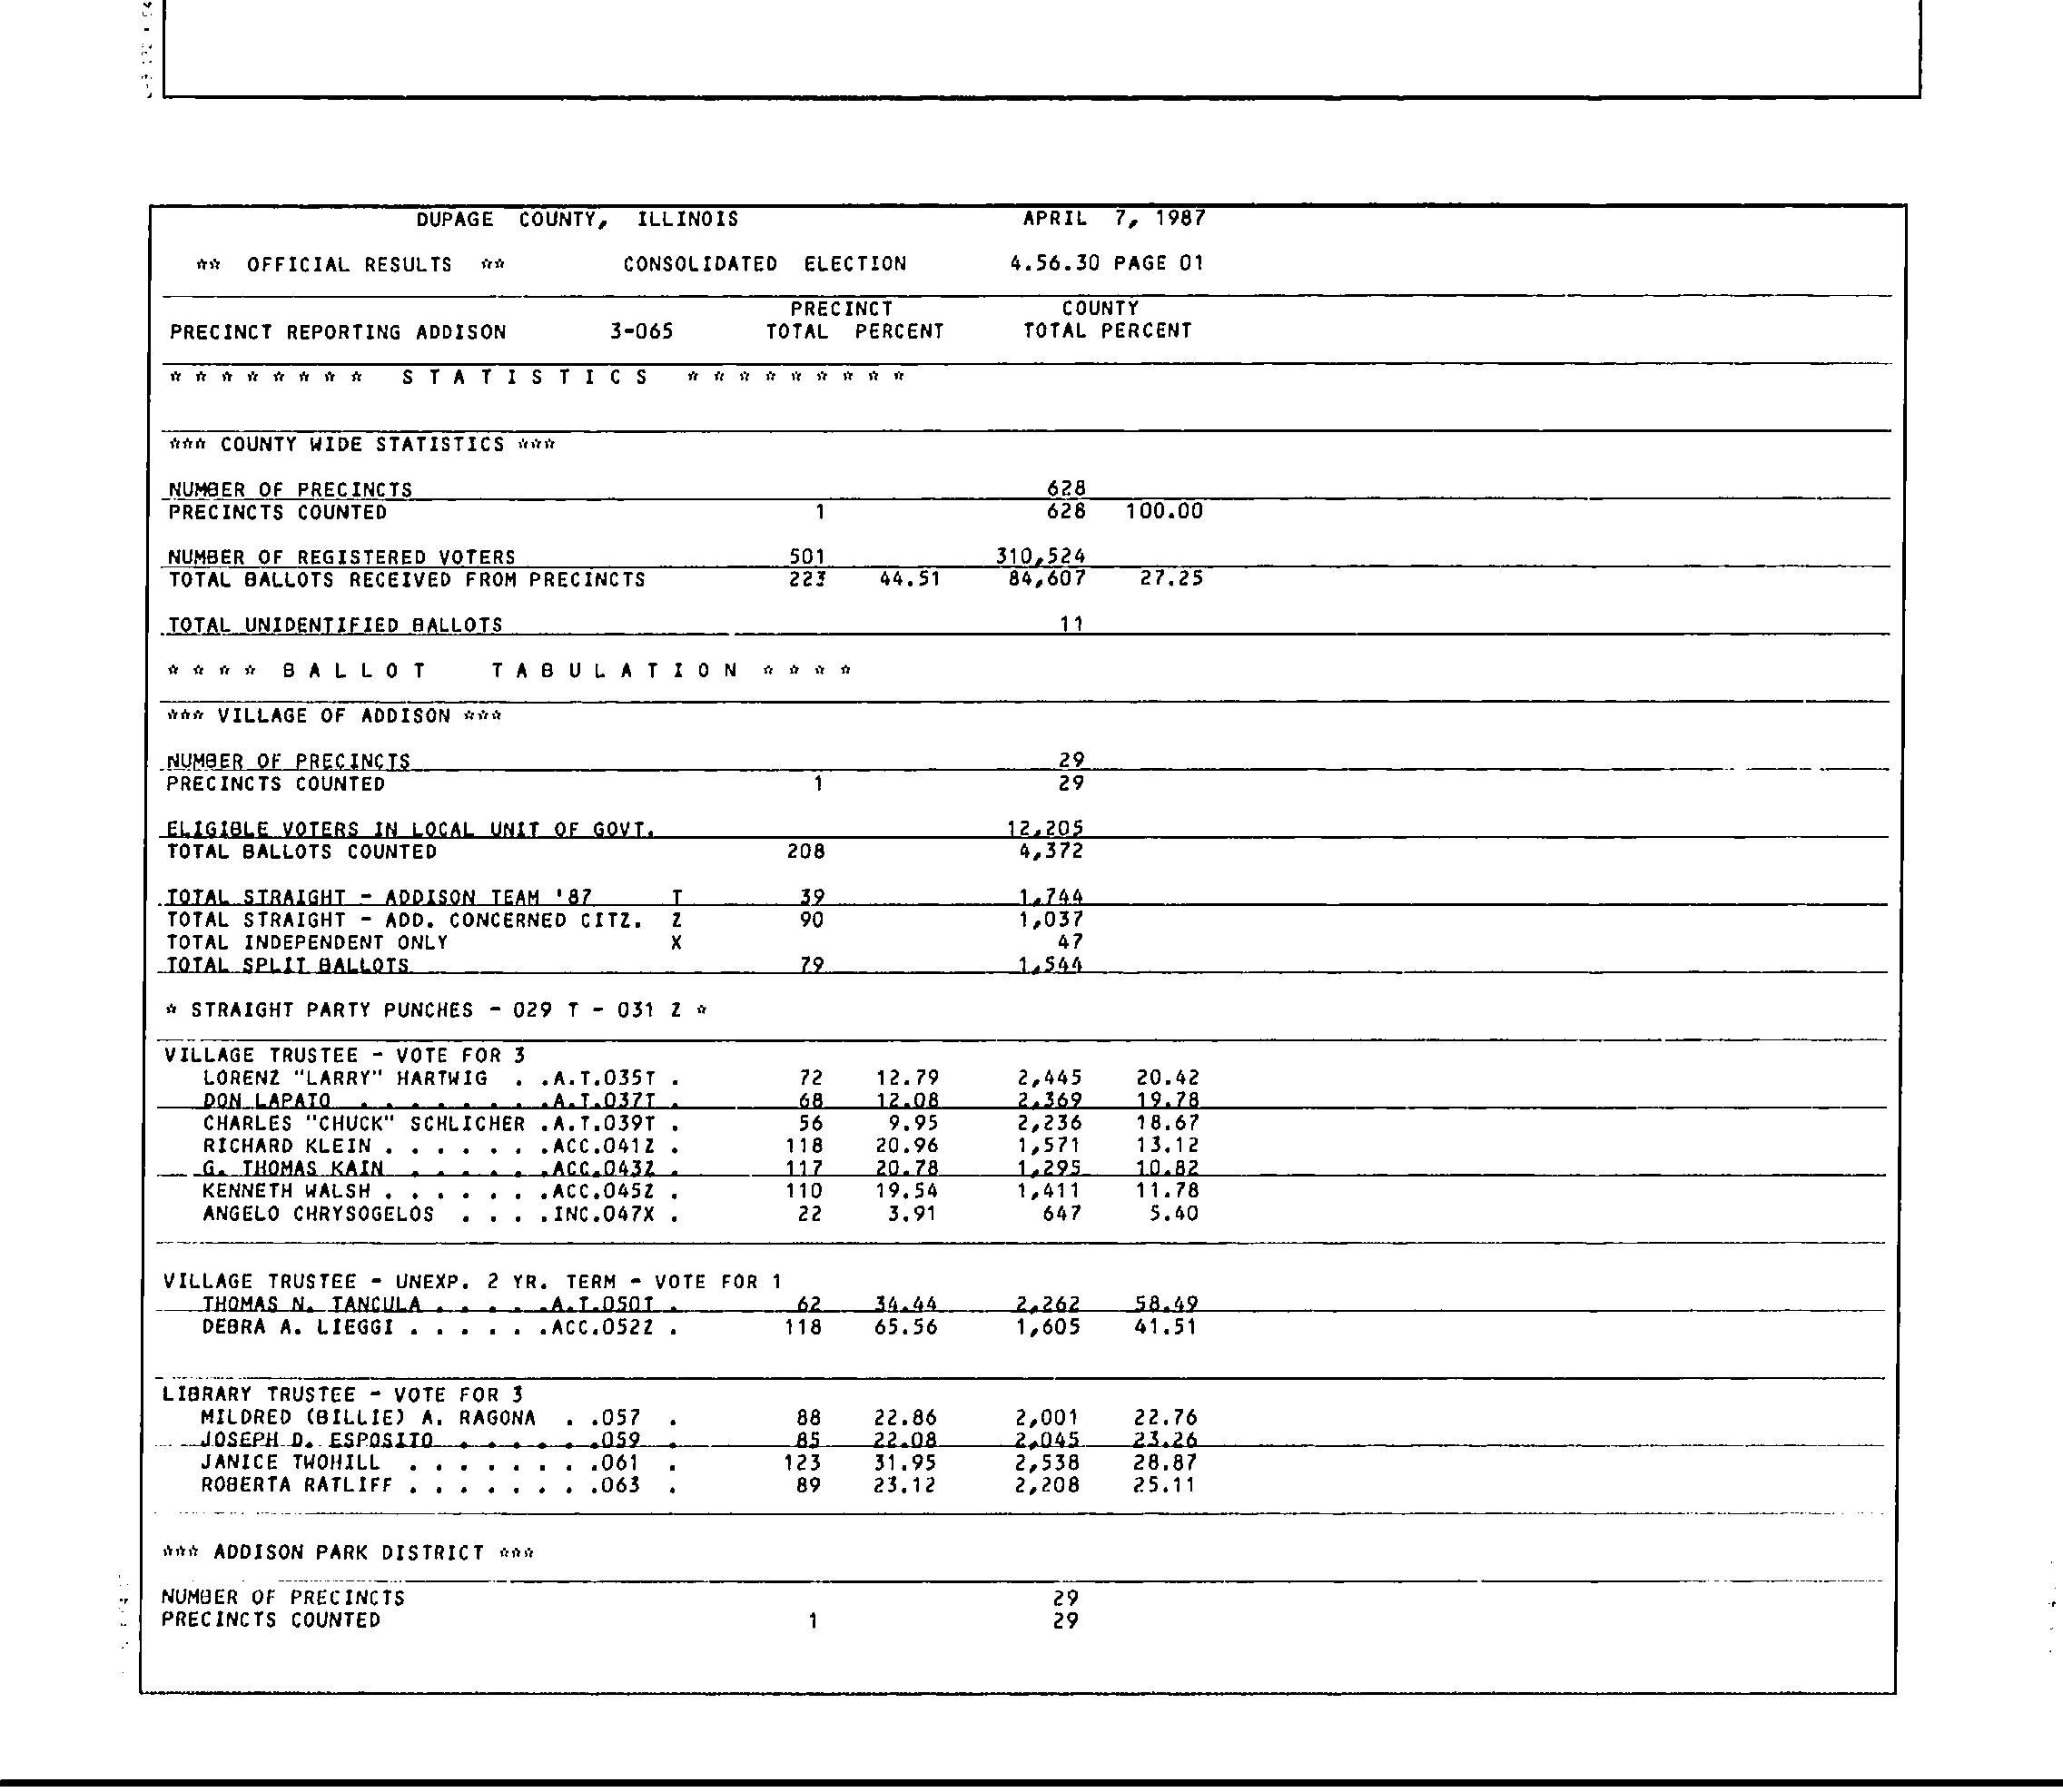 DUPAGE COUNTY, ILLINOIS APRIL 7, 1987
** OFFICIAL RESULTS ** CONSOLIDATED ELECTION 4.56.30 PAGE 01
PRECINCT COUNTY
PRECINCT REPORTING ADDISON 3-065 TOTAL PERCENT TOTAL PERCENT
* * * * * * * * S T A T I S T I C S * * * * * * * * *
*** COUNTY WIDE STATISTICS ***
NUMBER OF PRECINCTS 628
PRECINCTS COUNTED 1 628 100.00
NUMBER OF REGISTERED VOTERS 501 310,524
TOTAL BALLOTS RECEIVED FROM PRECINCTS 223 44.51 84,607 27.25
TOTAL UNIDENTIFIED BALLOTS 11
* * * * B A L L O T T A B U L A T I O N * * * *
*** VILLAGE OF ADDISON ***
NUMBER OF PRECINCTS 29
PRECINCTS COUNTED 1 29
ELIGIBLE VOTERS IN LOCAL UNIT OF GOVT. 12,205
TOTAL BALLOTS COUNTED 208 4,372
TOTAL STRAIGHT - ADDISON TEAM '87 T 39 1,744
TOTAL STRAIGHT - ADD. CONCERNED CITZ. Z 90 1,037
TOTAL INDEPENDENT ONLY X 47
TOTAL SPLIT BALLOTS 79 1,544
* STRAIGHT PARTY PUNCHES - 029 T - 031 Z *
VILLAGE TRUSTEE - VOTE FOR 3
LORENZ "LARRY" HARTWIG . .A.T.035T . 72 12.79 2,445 20.42
DON LAPATO . . . . . . . .A.T.037T . 68 12.08 2,369 19.78
CHARLES "CHUCK" SCHLICHER .A.T.039T . 56 9.95 2,236 18.67
RICHARD KLEIN . . . . . . .ACC.041Z . 118 20.96 1,571 13.12
G. THOMAS KAIN . . . . . .ACC.043Z . 117 20.78 1,295 10.82
KENNETH WALSH . . . . . . .ACC.045Z . 110 19.54 1,411 11.78
ANGELO CHRYSOGELOS . . . .INC.047X . 22 3.91 647 5.40
VILLAGE TRUSTEE - UNEXP. 2 YR. TERM - VOTE FOR 1
THOMAS N. TANCULA . . . . .A.T.050T . 62 34.44 2,262 58.49
DEBRA A. LIEGGI . . . . . .ACC.052Z . 118 65.56 1,605 41.51
LIBRARY TRUSTEE - VOTE FOR 3
MILDRED (BILLIE) A. RAGONA . .057 . 88 22.86 2,001 22.76
JOSEPH D. ESPOSITO . . . . . .059 . 85 22.08 2,045 23.26
JANICE TWOHILL . . . . . . . .061 . 123 31.95 2,538 28.87
ROBERTA RATLIFF . . . . . . . .063 . 89 23.12 2,208 25.11
*** ADDISON PARK DISTRICT ***
NUMBER OF PRECINCTS 29
PRECINCTS COUNTED 1 29